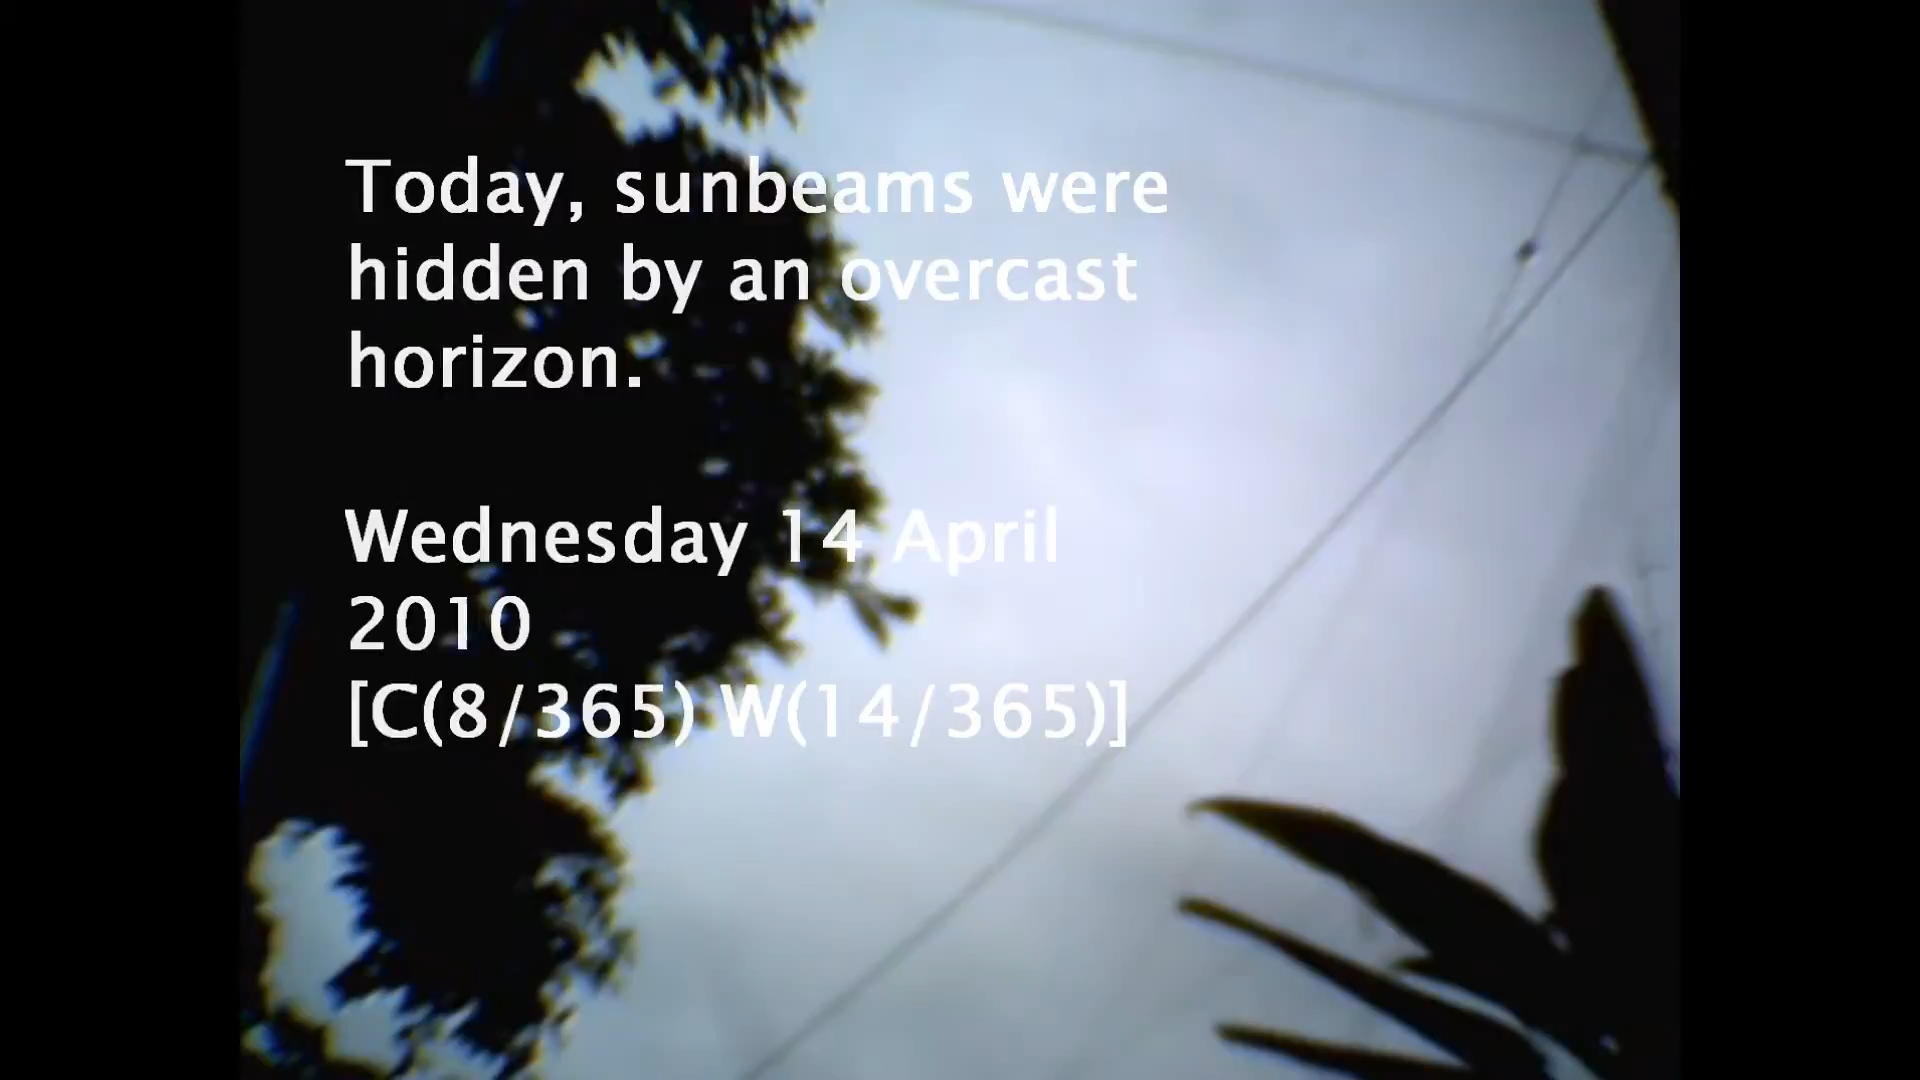 Today, sunbeams were
hidden by an overcast
horizon.
Wednesday 14 April
2010
[C(8/365) W(14/365)]